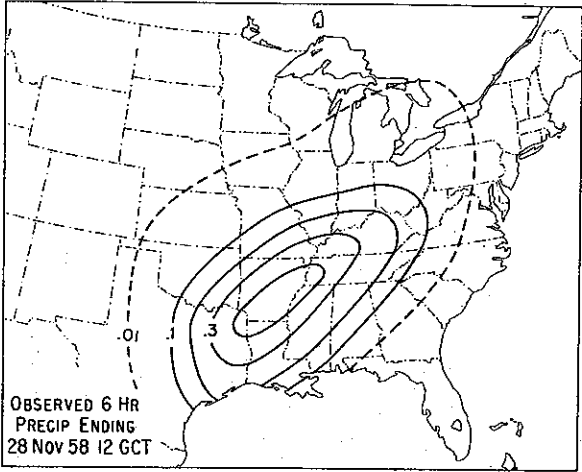 .01
.1
.3
OBSERVED 6 HR
PRECIP ENDING
28 NOV 58 12 GCT